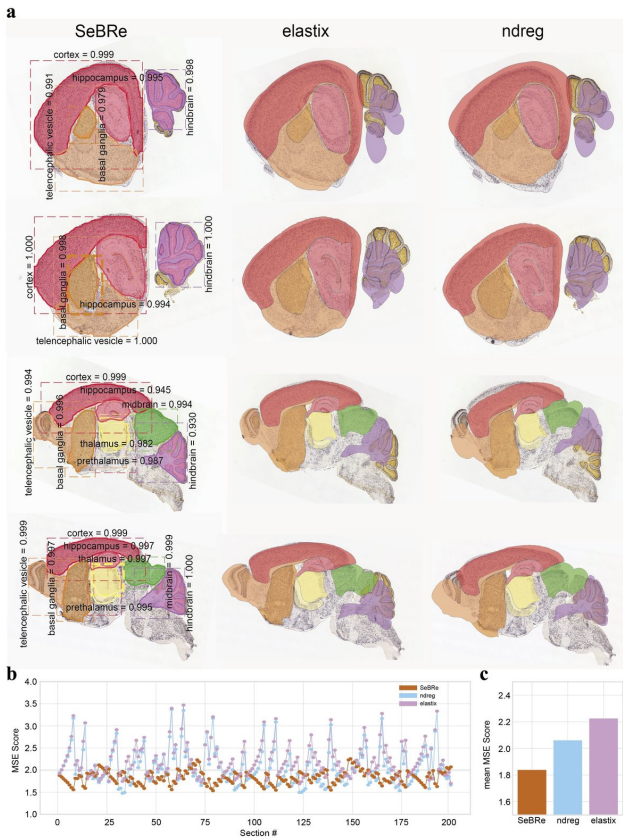 a
SeBRe elastix ndreg
cortex = 0.999
hippocampus = 0.995
telencephalic vesicle = 0.991
basal ganglia = 0.979
hindbrain = 0.998
cortex = 1.000
basal ganglia = 0.998
hippocampus = 0.994
telencephalic vesicle = 1.000
hindbrain = 1.000
cortex = 0.999
hippocampus = 0.945
midbrain = 0.994
telencephalic vesicle = 0.994
basal ganglia = 0.996
thalamus = 0.982
prethalamus = 0.987
hindbrain = 0.930
cortex = 0.999
hippocampus = 0.997
thalamus = 0.997
telencephalic vesicle = 0.999
basal ganglia = 0.997
prethalamus = 0.995
midbrain = 0.999
hindbrain = 1.000
b
MSE Score
4.0
3.5
3.0
2.5
2.0
1.5
1.0
0 25 50 75 100 125 150 175 200
Section #
SeBRe
ndreg
elastix
c
mean MSE Score
2.4
2.2
2.0
1.8
1.6
SeBRe ndreg elastix